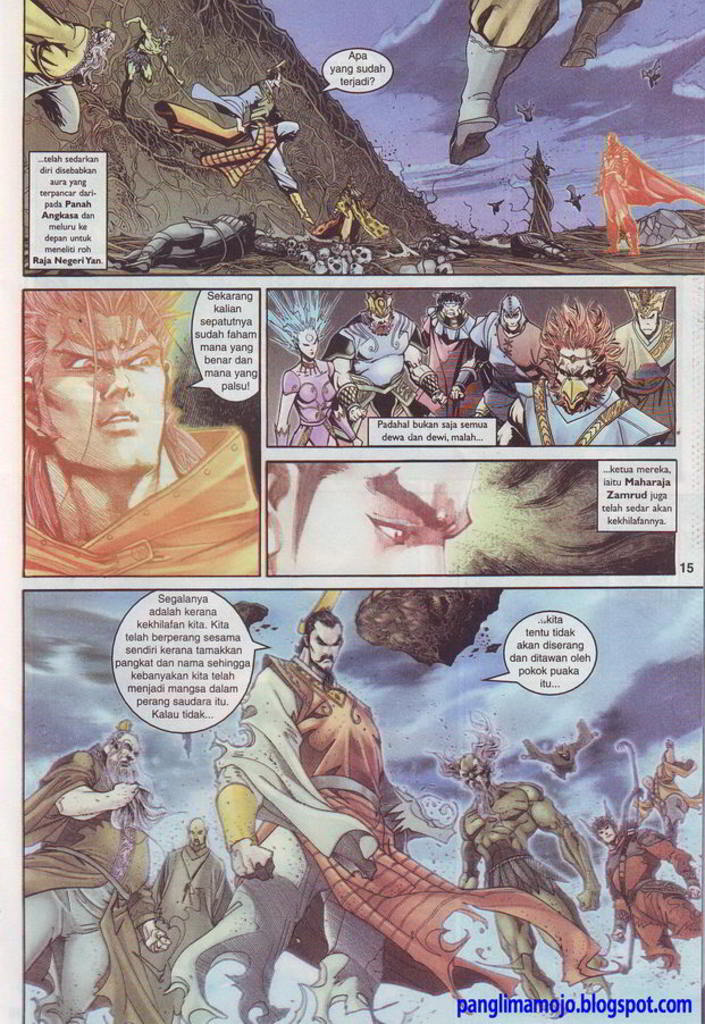 Apa
yang sudah
terjadi?
...telah sedarkan
diri disebabkan
aura yang
terpancar dari-
pada Panah
Angkasa dan
meluru ke
depan untuk
meneliti roh
Raja Negeri Yan.
Sekarang
kalian
sepatutnya
sudah faham
mana yang
benar dan
mana yang
palsu!
Padahal bukan saja semua
dewa dan dewi, malah...
...ketua mereka,
iaitu Maharaja
Zamrud juga
telah sedar akan
kekhilafannya.
15
Segalanya
adalah kerana
kekhilafan kita. Kita
telah berperang sesama
sendiri kerana tamakkan
pangkat dan nama sehingga
kebanyakan kita telah
menjadi mangsa dalam
perang saudara itu.
Kalau tidak...
...kita
tentu tidak
akan diserang
dan ditawan oleh
pokok puaka
itu...
panglimamojo.blogspot.com